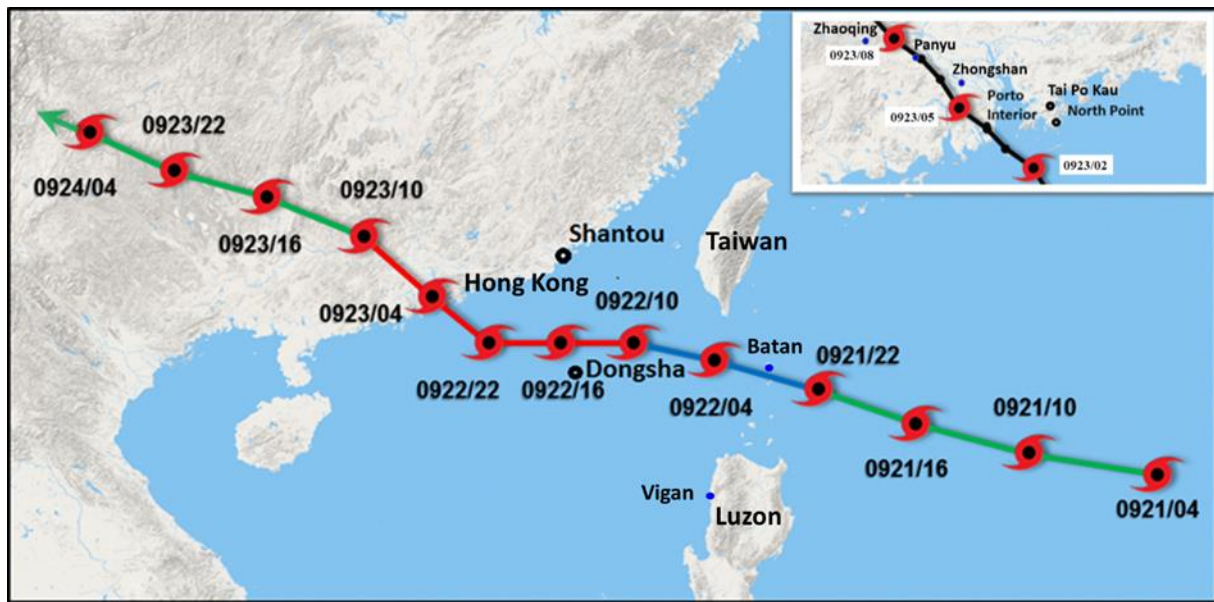 Zhaoqing
0923/08
Panyu
Zhongshan
Tai Po Kau
Porto
Interior
North Point
0923/05
0923/02
0923/22
0924/04
0923/10
0923/16
Shantou
Taiwan
Hong Kong
0923/04
0922/10
Batan
0921/22
Dongsha
0922/22
0922/16
0922/04
0921/10
0921/16
Vigan
Luzon
0921/04